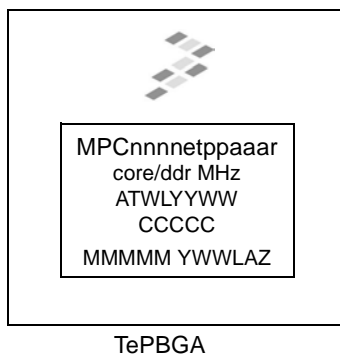 MPCnnnnetppaaar
core/ddr MHz
ATWLYYWW
CCCCC
MMMMM YWWLAZ
TePBGA